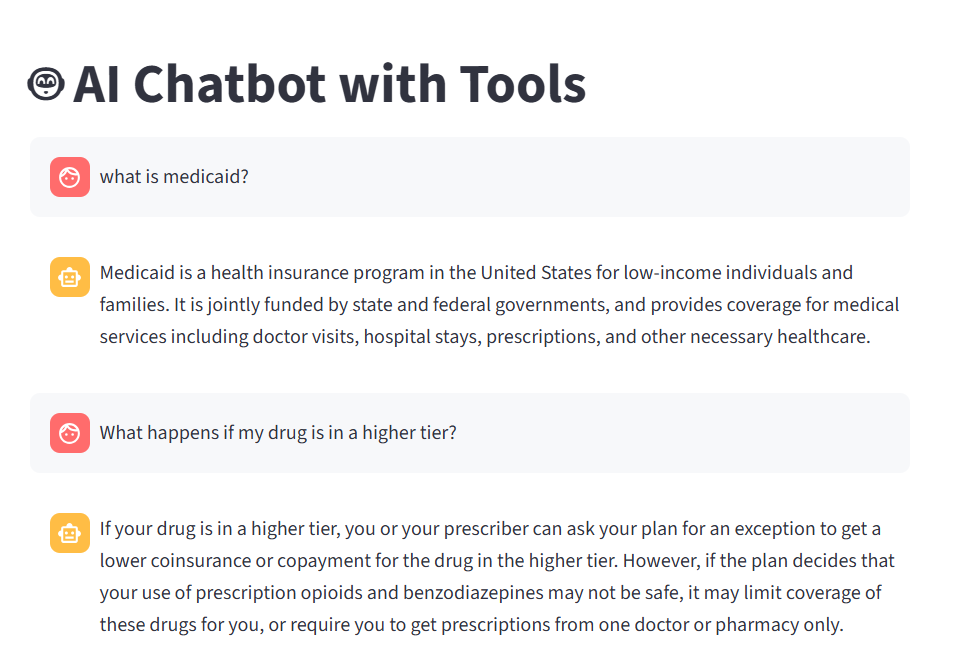 AI Chatbot with Tools
what is medicaid?
Medicaid is a health insurance program in the United States for low-income individuals and
families. It is jointly funded by state and federal governments, and provides coverage for medical
services including doctor visits, hospital stays, prescriptions, and other necessary healthcare.
What happens if my drug is in a higher tier?
If your drug is in a higher tier, you or your prescriber can ask your plan for an exception to get a
lower coinsurance or copayment for the drug in the higher tier. However, if the plan decides that
your use of prescription opioids and benzodiazepines may not be safe, it may limit coverage of
these drugs for you, or require you to get prescriptions from one doctor or pharmacy only.